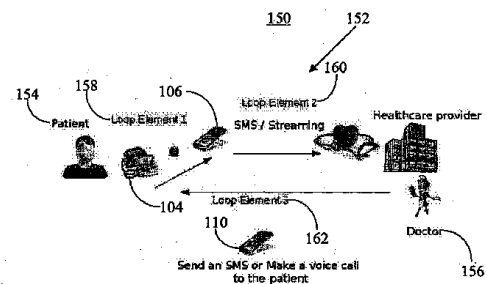 150
152
154
158
106
160
Loop Element 2
Healthcare provider
Patient
Loop Element 1
SMS / Streaming
104
Loop Element 3
110
162
Doctor
156
Send an SMS or Make a voice call
to the patient